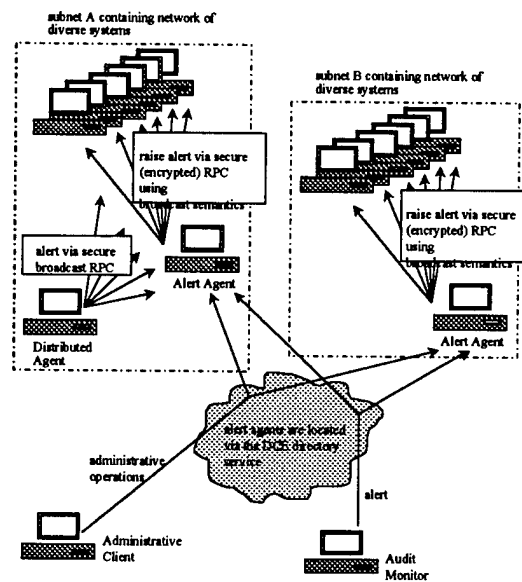 subnet A containing network of
diverse systems
subnet B containing network of
diverse systems
raise alert via secure
(encrypted) RPC
using
broadcast semantics
raise alert via secure
(encrypted) RPC
using
broadcast semantics
alert via secure
broadcast RPC
Alert Agent
Distributed
Agent
Alert Agent
alert agents are located
via the DCE directory
service
administrative
operations
alert
Administrative
Client
Audit
Monitor